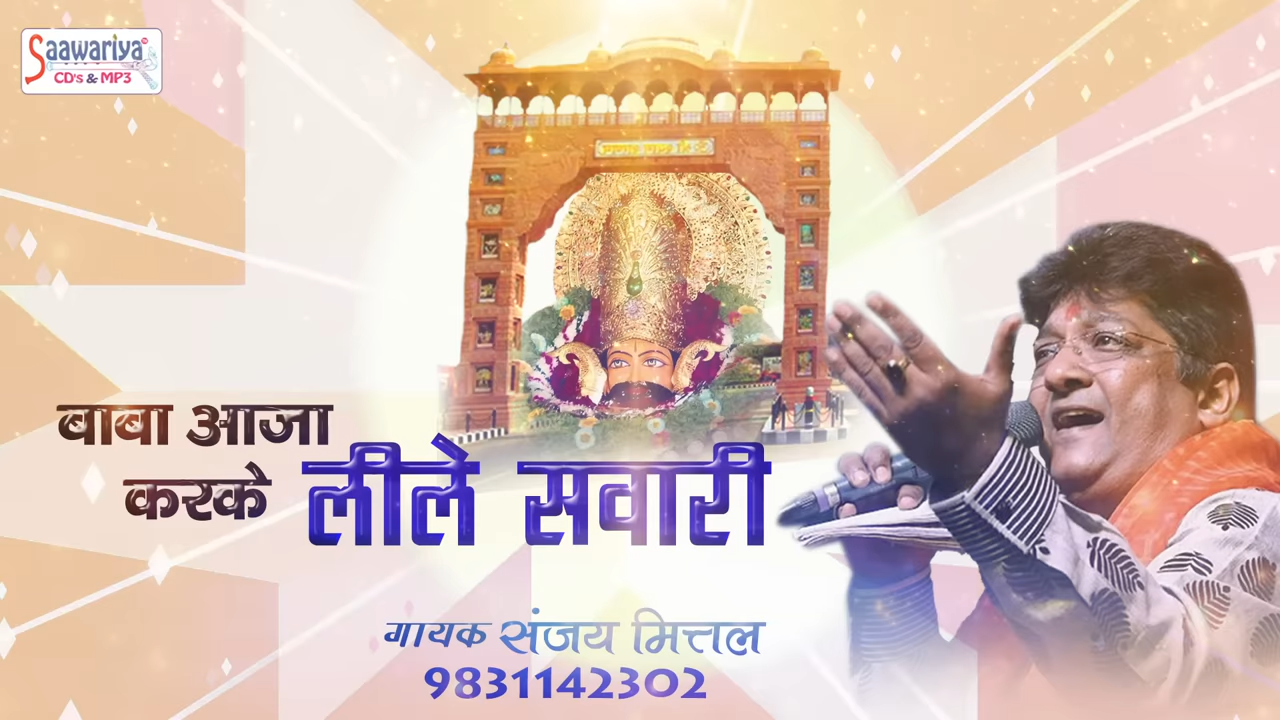 Saawariya
CD's & MP3
बाबा आजा
करके लीले सवारी
गायक संजय मित्तल
9831142302